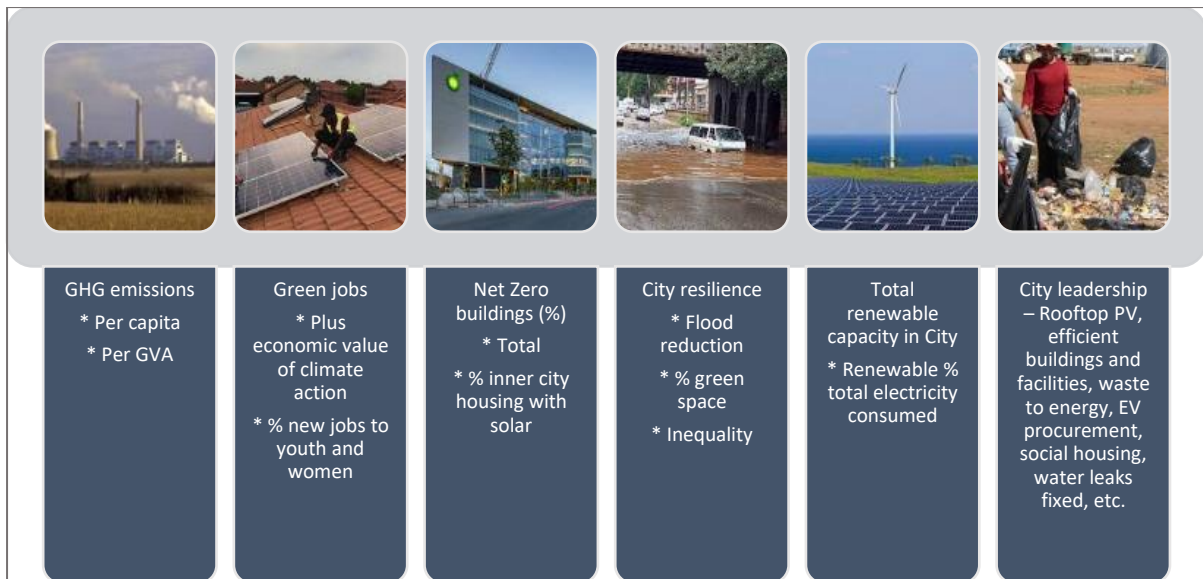 GHG emissions
* Per capita
* Per GVA
Green jobs
* Plus
economic value
of climate
action
* % new jobs to
youth and
women
Net Zero
buildings (%)
* Total
* % inner city
housing with
solar
City resilience
* Flood
reduction
* % green
space
* Inequality
Total
renewable
capacity in City
* Renewable %
total electricity
consumed
City leadership
– Rooftop PV,
efficient
buildings and
facilities, waste
to energy, EV
procurement,
social housing,
water leaks
fixed, etc.